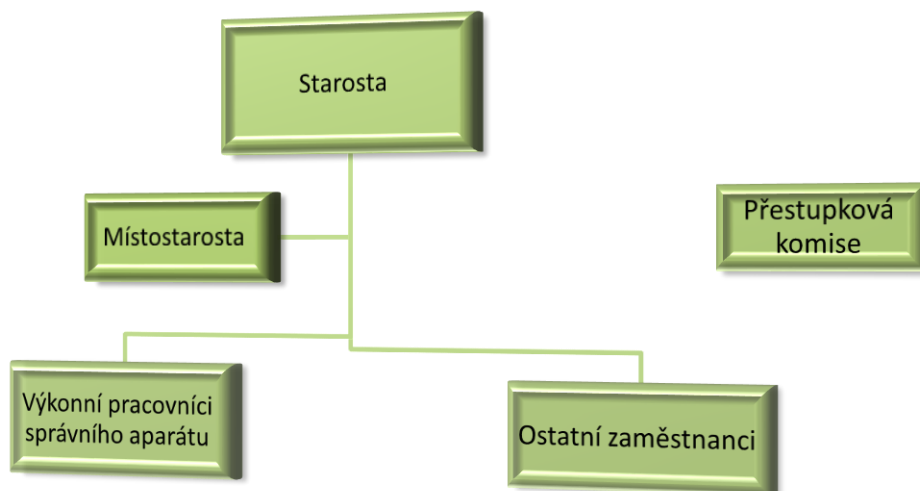 Starosta
Místostarosta
Přestupková
komise
Výkonní pracovníci
správního aparátu
Ostatní zaměstnanci